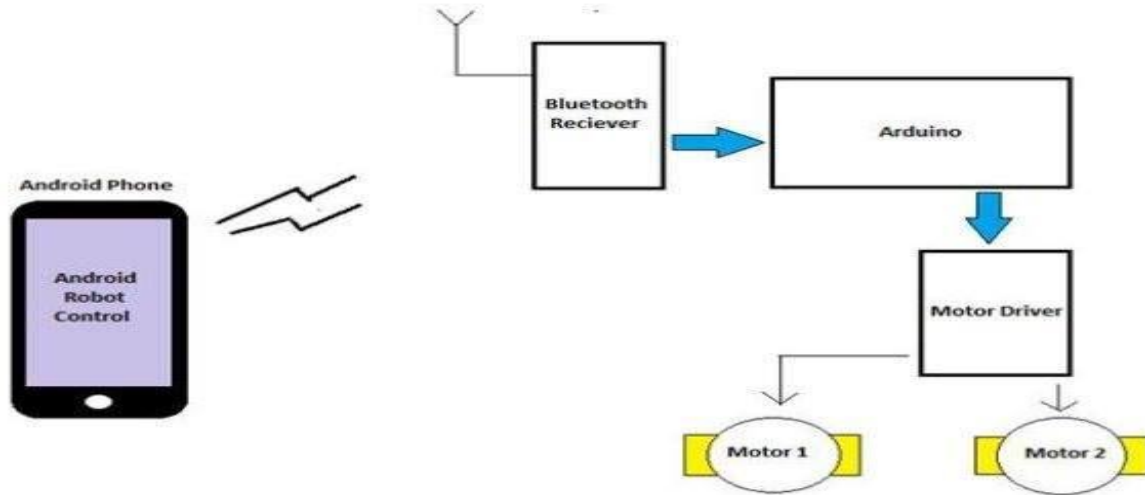 Bluetooth
Reciever
Arduino
Android Phone
Android
Robot
Control
Motor Driver
Motor 1
Motor 2